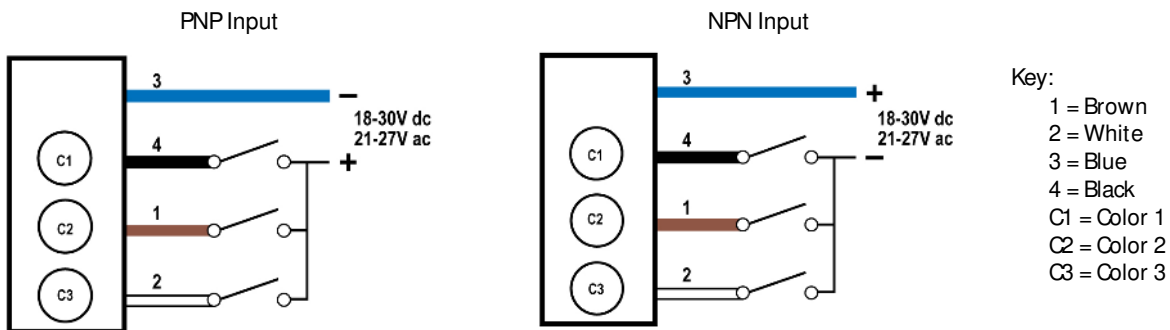 PNP Input
3
−
18-30V dc
21-27V ac
C1
4
+
C2
1
C3
2
NPN Input
3
+
18-30V dc
21-27V ac
C1
4
−
C2
1
C3
2
Key:
1 = Brown
2 = White
3 = Blue
4 = Black
C1 = Color 1
C2 = Color 2
C3 = Color 3